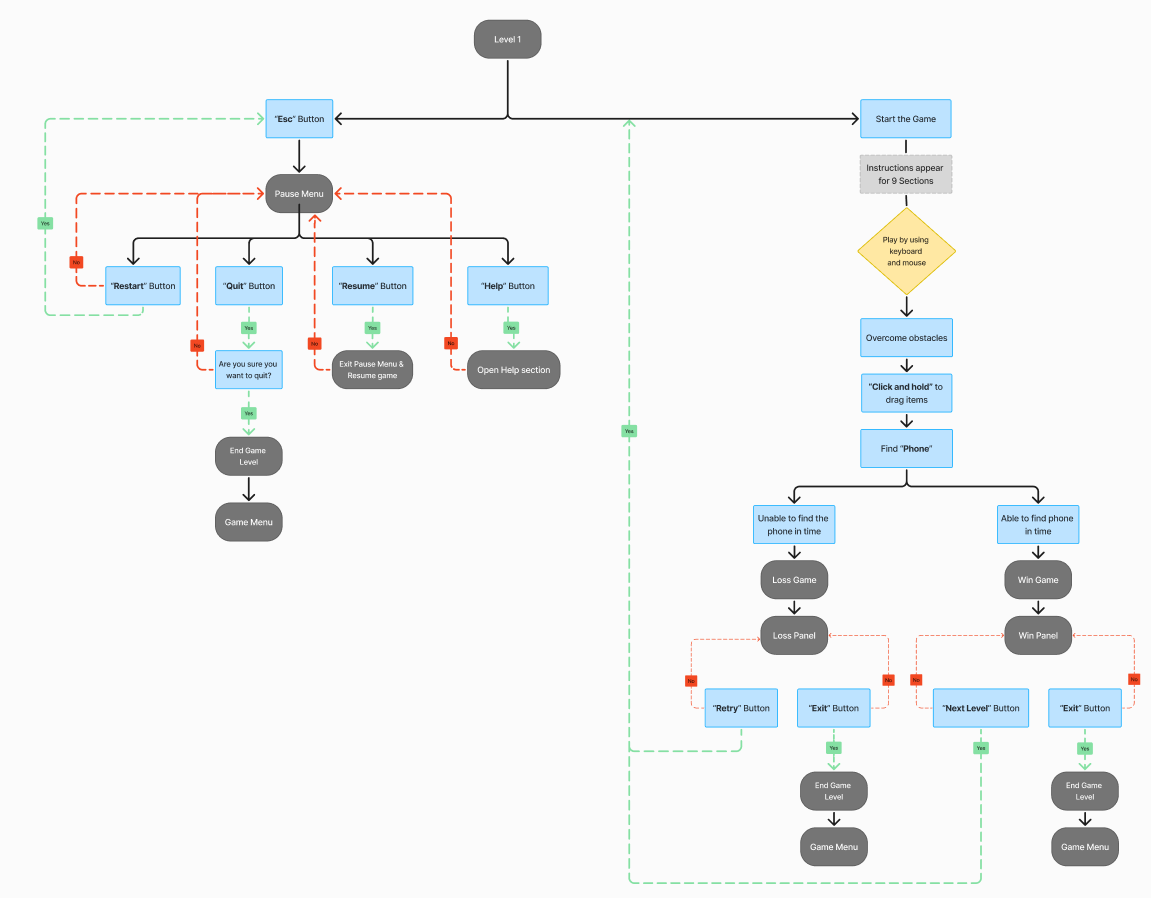 Level 1
“Esc” Button
Start the Game
Instructions appear
for 9 Sections
Pause Menu
Yes
Play by using
keyboard
and mouse
No
“Restart” Button
“Quit” Button
“Resume” Button
“Help” Button
Yes
Yes
Yes
Overcome obstacles
No
No
No
Are you sure you
want to quit?
Exit Pause Menu &
Resume game
Open Help section
“Click and hold” to
drag items
Yes
Yes
End Game
Level
Find “Phone”
Game Menu
Unable to find the
phone in time
Able to find phone
in time
Loss Game
Win Game
Loss Panel
Win Panel
No
No
No
No
“Retry” Button
“Exit” Button
“Next Level” Button
“Exit” Button
Yes
Yes
Yes
End Game
Level
End Game
Level
Game Menu
Game Menu